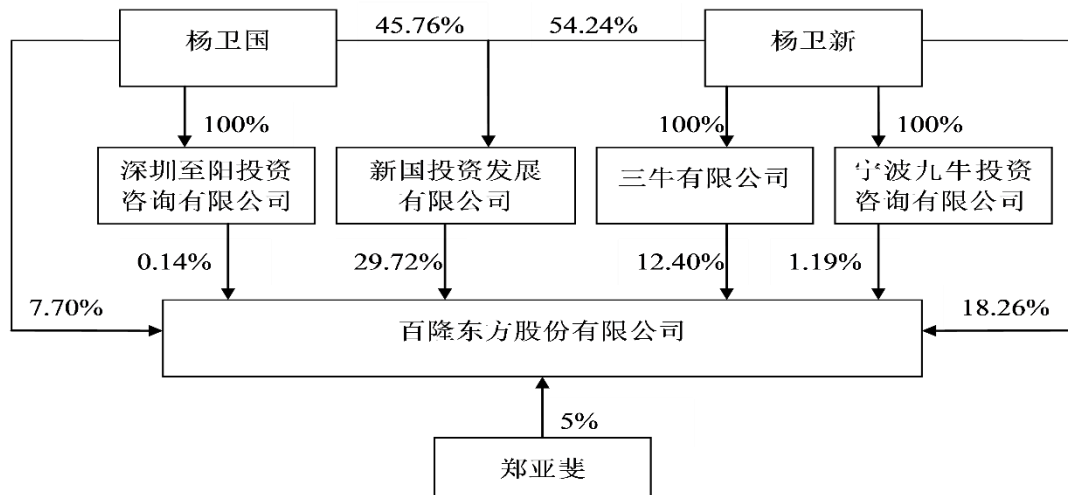 杨卫国
45.76%
54.24%
杨卫新
100%
100%
100%
深圳至阳投资
咨询有限公司
新国投资发展
有限公司
三牛有限公司
宁波九牛投资
咨询有限公司
0.14%
29.72%
12.40%
1.19%
7.70%
18.26%
百隆东方股份有限公司
5%
郑亚斐